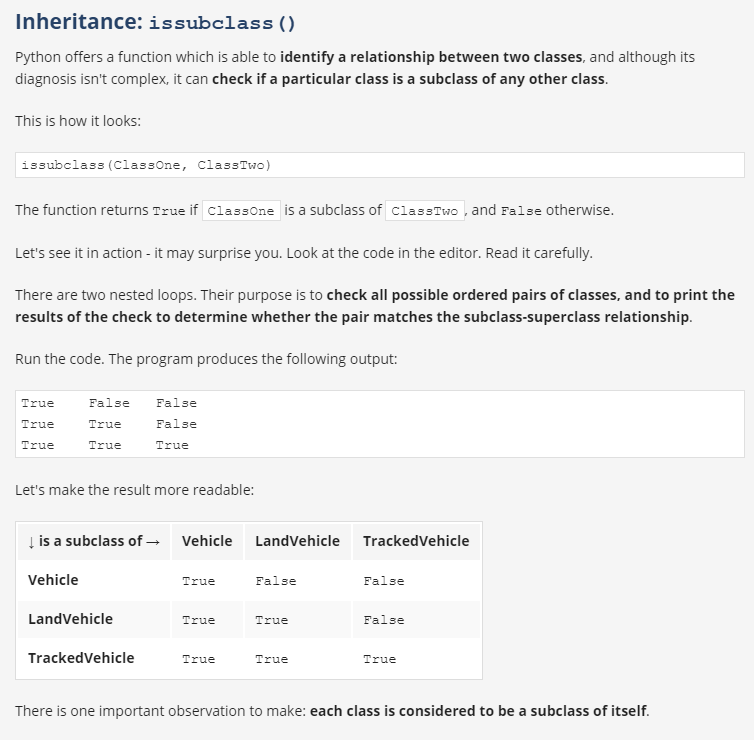 Inheritance: issubclass()
Python offers a function which is able to identify a relationship between two classes, and although its
diagnosis isn't complex, it can check if a particular class is a subclass of any other class.
This is how it looks:
issubclass(ClassOne, ClassTwo)
The function returns True if ClassOne is a subclass of ClassTwo, and False otherwise.
Let's see it in action - it may surprise you. Look at the code in the editor. Read it carefully.
There are two nested loops. Their purpose is to check all possible ordered pairs of classes, and to print the
results of the check to determine whether the pair matches the subclass-superclass relationship.
Run the code. The program produces the following output:
True False False
True True False
True True True
Let's make the result more readable:
↓ is a subclass of → Vehicle LandVehicle TrackedVehicle
Vehicle True False False
LandVehicle True True False
TrackedVehicle True True True
There is one important observation to make: each class is considered to be a subclass of itself.